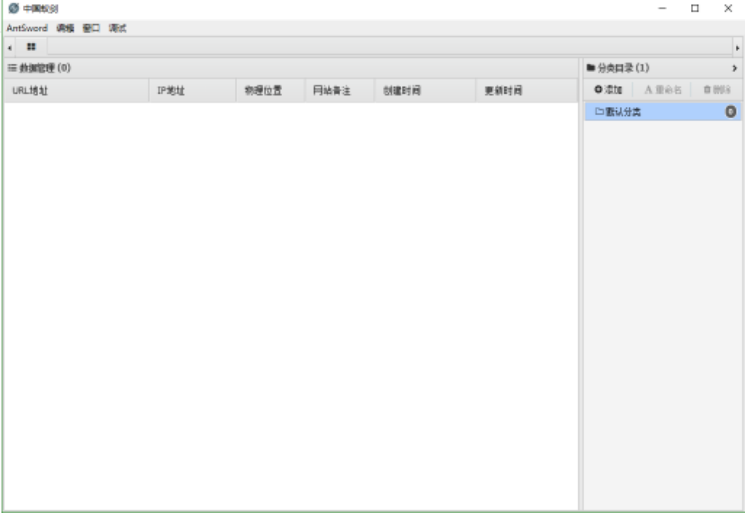 中国蚁剑
AntSword 编辑 窗口 调试
数据管理 (0)
分类目录 (1)
URL地址 IP地址 物理位置 网站备注 创建时间 更新时间
添加 重命名 删除
默认分类 0